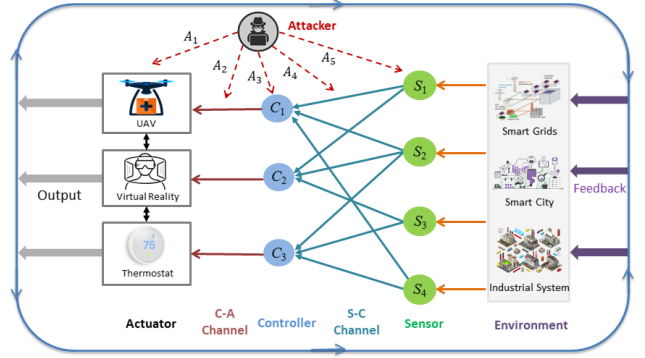 Attacker
A1
A2
A3
A4
A5
UAV
Virtual Reality
75
Thermostat
C1
C2
C3
S1
S2
S3
S4
Smart Grids
Smart City
Industrial System
Output
Feedback
Actuator
C-A
Channel
Controller
S-C
Channel
Sensor
Environment